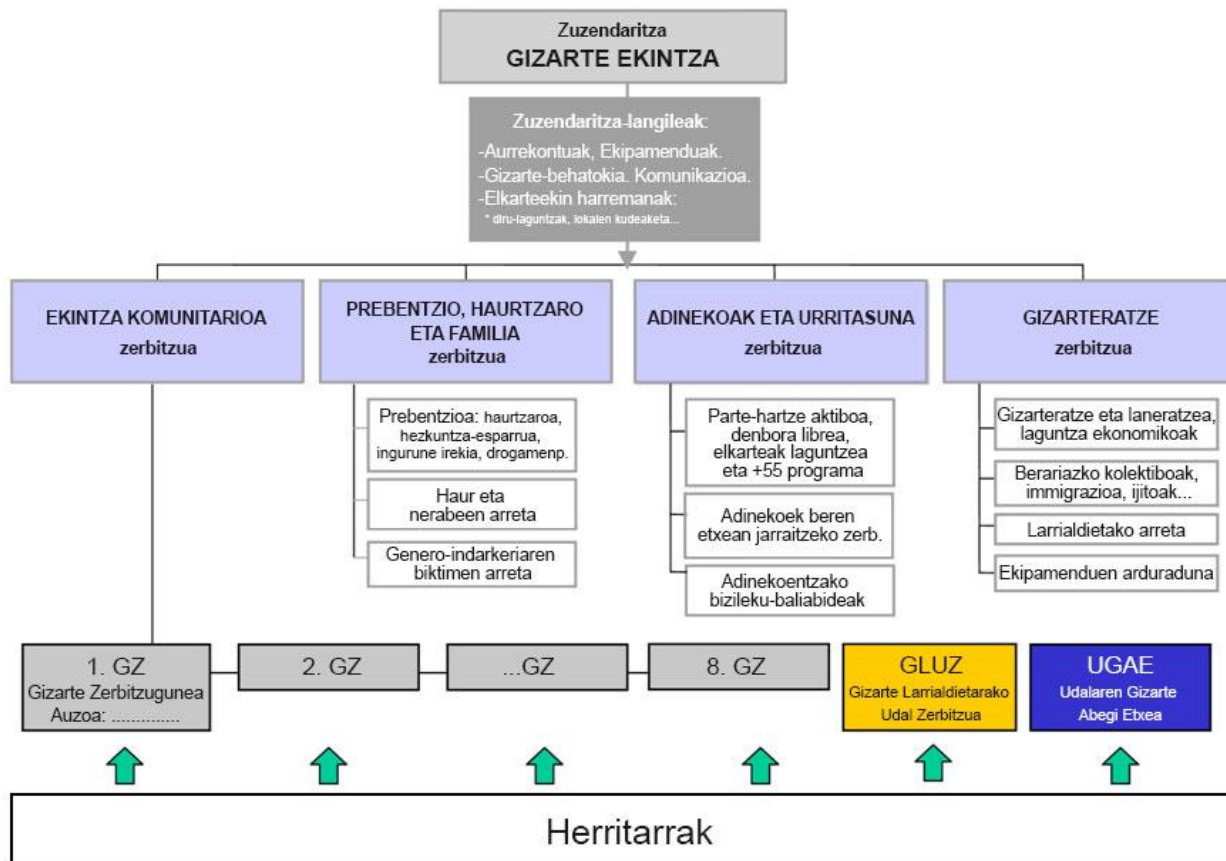 Zuzendaritza
GIZARTE EKINTZA
Zuzendaritza-langileak:
-Aurrekontuak, Ekipamenduak.
-Gizarte-behatokia. Komunikazioa.
-Elkarteekin harremanak:
* diru-laguntzak, lokalen kudeaketa...
EKINTZA KOMUNITARIOA
zerbitzua
PREBENTZIO, HAURTZARO
ETA FAMILIA
zerbitzua
ADINEKOAK ETA URRITASUNA
zerbitzua
GIZARTERATZE
zerbitzua
Prebentzioa: haurtzaroa,
hezkuntza-esparrua,
ingurune irekia, drogamenp.
Haur eta
nerabeen arreta
Genero-indarkeriaren
biktimen arreta
Parte-hartze aktiboa,
denbora librea,
elkarteak laguntzea
eta +55 programa
Adinekoek beren
etxean jarraitzeko zerb.
Adinekoentzako
bizileku-baliabideak
Gizarteratze eta laneratzea,
laguntza ekonomikoak
Berariazko kolektiboak,
immigrazioa, ijitoak...
Larrialdietako arreta
Ekipamenduen arduraduna
1. GZ
Gizarte Zerbitzugunea
Auzoa: ..............
2. GZ
...GZ
8. GZ
GLUZ
Gizarte Larrialdietarako
Udal Zerbitzua
UGAE
Udalaren Gizarte
Abegi Etxea
Herritarrak